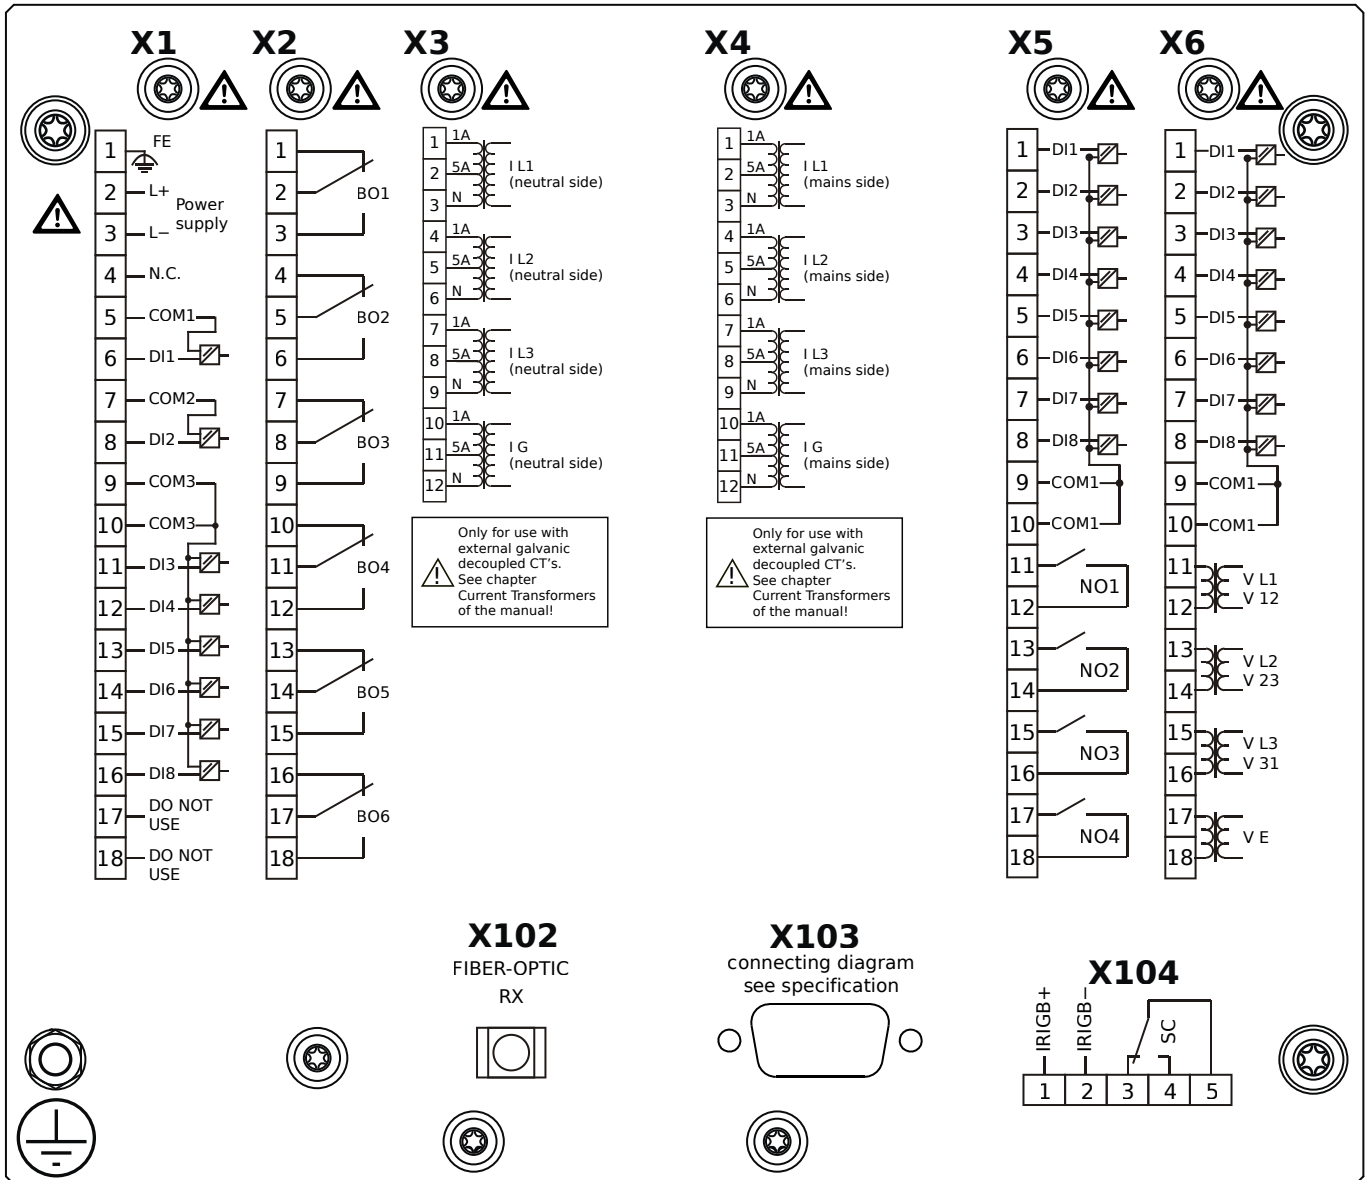 X1
X2
X3
X4
X5
X6
1
FE
2
L+
Power
supply
3
L−
4
N.C.
5
COM1
6
DI1
7
COM2
8
DI2
9
COM3
10
COM3
11
DI3
12
DI4
13
DI5
14
DI6
15
DI7
16
DI8
17
DO NOT
USE
18
DO NOT
USE
1
2
BO1
3
4
5
BO2
6
7
8
BO3
9
10
11
BO4
12
13
14
BO5
15
16
17
BO6
18
1
1A
2
5A
I L1
(neutral side)
3
N
4
1A
5
5A
I L2
(neutral side)
6
N
7
1A
8
5A
I L3
(neutral side)
9
N
10
1A
11
5A
I G
(neutral side)
12
N
Only for use with
external galvanic
decoupled CT's.
See chapter
Current Transformers
of the manual!
1
1A
2
5A
I L1
(mains side)
3
N
4
1A
5
5A
I L2
(mains side)
6
N
7
1A
8
5A
I L3
(mains side)
9
N
10
1A
11
5A
I G
(mains side)
12
N
Only for use with
external galvanic
decoupled CT's.
See chapter
Current Transformers
of the manual!
1
DI1
2
DI2
3
DI3
4
DI4
5
DI5
6
DI6
7
DI7
8
DI8
9
COM1
10
COM1
11
NO1
12
13
NO2
14
15
NO3
16
17
NO4
18
1
DI1
2
DI2
3
DI3
4
DI4
5
DI5
6
DI6
7
DI7
8
DI8
9
COM1
10
COM1
11
V L1
V 12
12
13
V L2
V 23
14
15
V L3
V 31
16
17
V E
18
X102
FIBER-OPTIC
RX
X103
connecting diagram
see specification
X104
IRIGB+
IRIGB−
SC
1 2 3 4 5